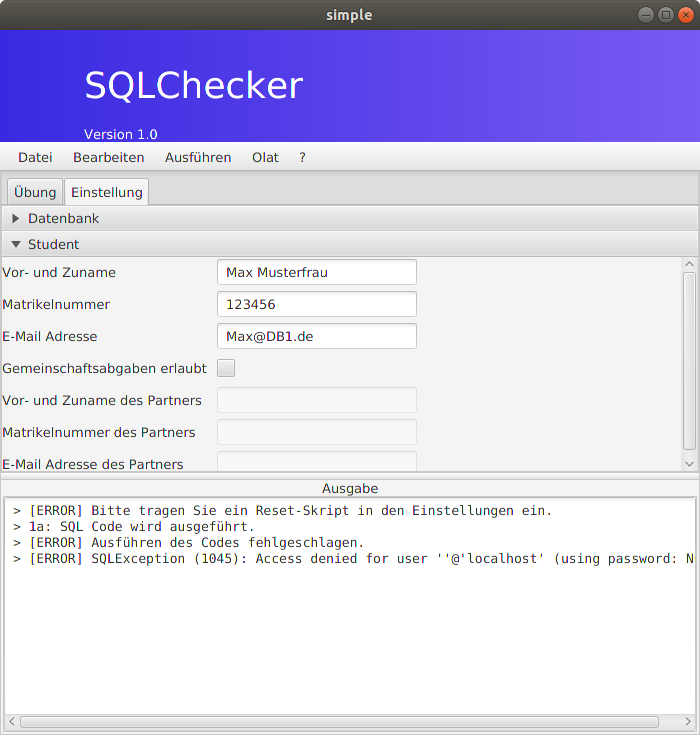 simple
SQLChecker
Version 1.0
Datei Bearbeiten Ausführen Olat ?
Übung Einstellung
Datenbank
Student
Vor- und Zuname Max Musterfrau
Matrikelnummer 123456
E-Mail Adresse Max@DB1.de
Gemeinschaftsabgaben erlaubt
Vor- und Zuname des Partners
Matrikelnummer des Partners
E-Mail Adresse des Partners
Ausgabe
> [ERROR] Bitte tragen Sie ein Reset-Skript in den Einstellungen ein.
> 1a: SQL Code wird ausgeführt.
> [ERROR] Ausführen des Codes fehlgeschlagen.
> [ERROR] SQLException (1045): Access denied for user ''@'localhost' (using password: N